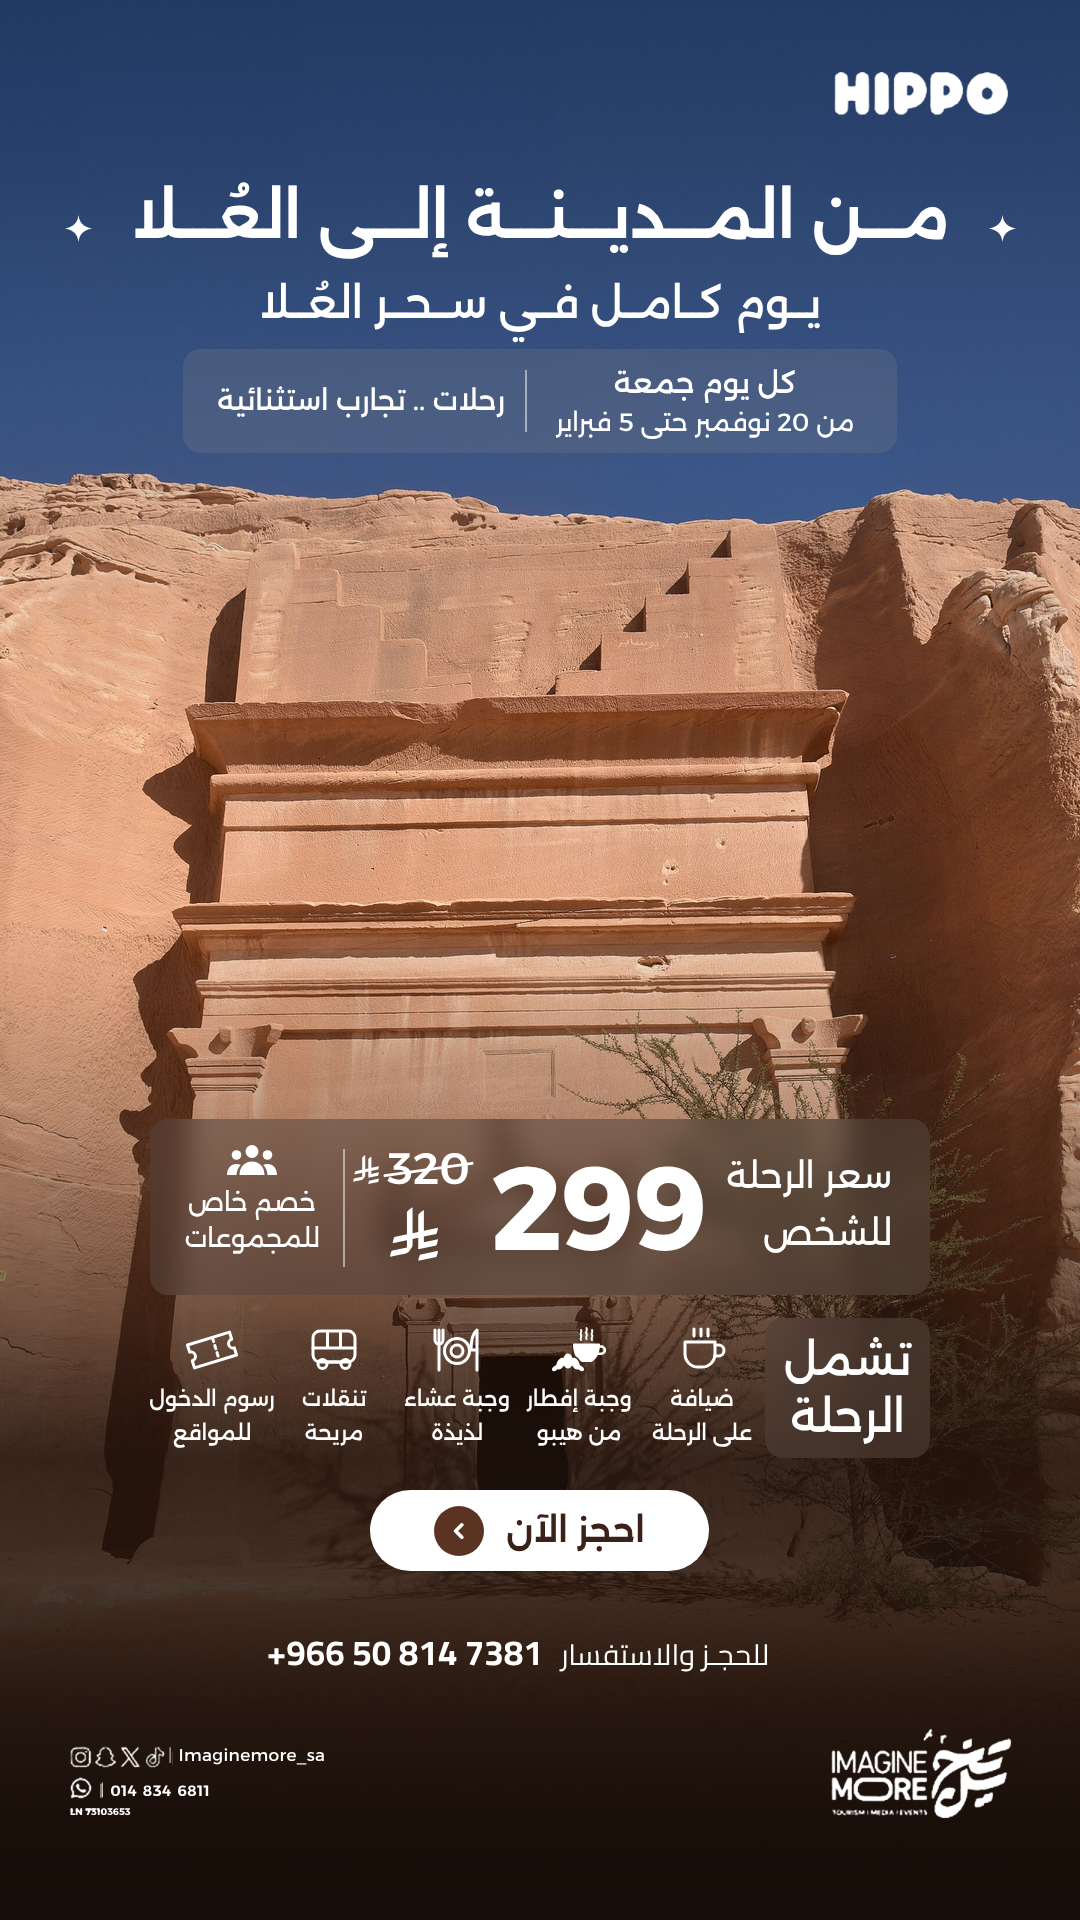 HIPPO
من المدينة إلى العُلا
يوم كامل في سحر العُلا
كل يوم جمعة
من 20 نوفمبر حتى 5 فبراير
رحلات .. تجارب استثنائية
سعر الرحلة
للشخص
299
320
خصم خاص
للمجموعات
تشمل
الرحلة
ضيافة
على الرحلة
وجبة إفطار
من هيبو
وجبة عشاء
لذيذة
تنقلات
مريحة
رسوم الدخول
للمواقع
احجز الآن
للحجز والاستفسار +966 50 814 7381
| Imaginemore_sa
| 014 834 6811
LN 73103653
IMAGINE
MORE
TOURISM | MEDIA | EVENTS